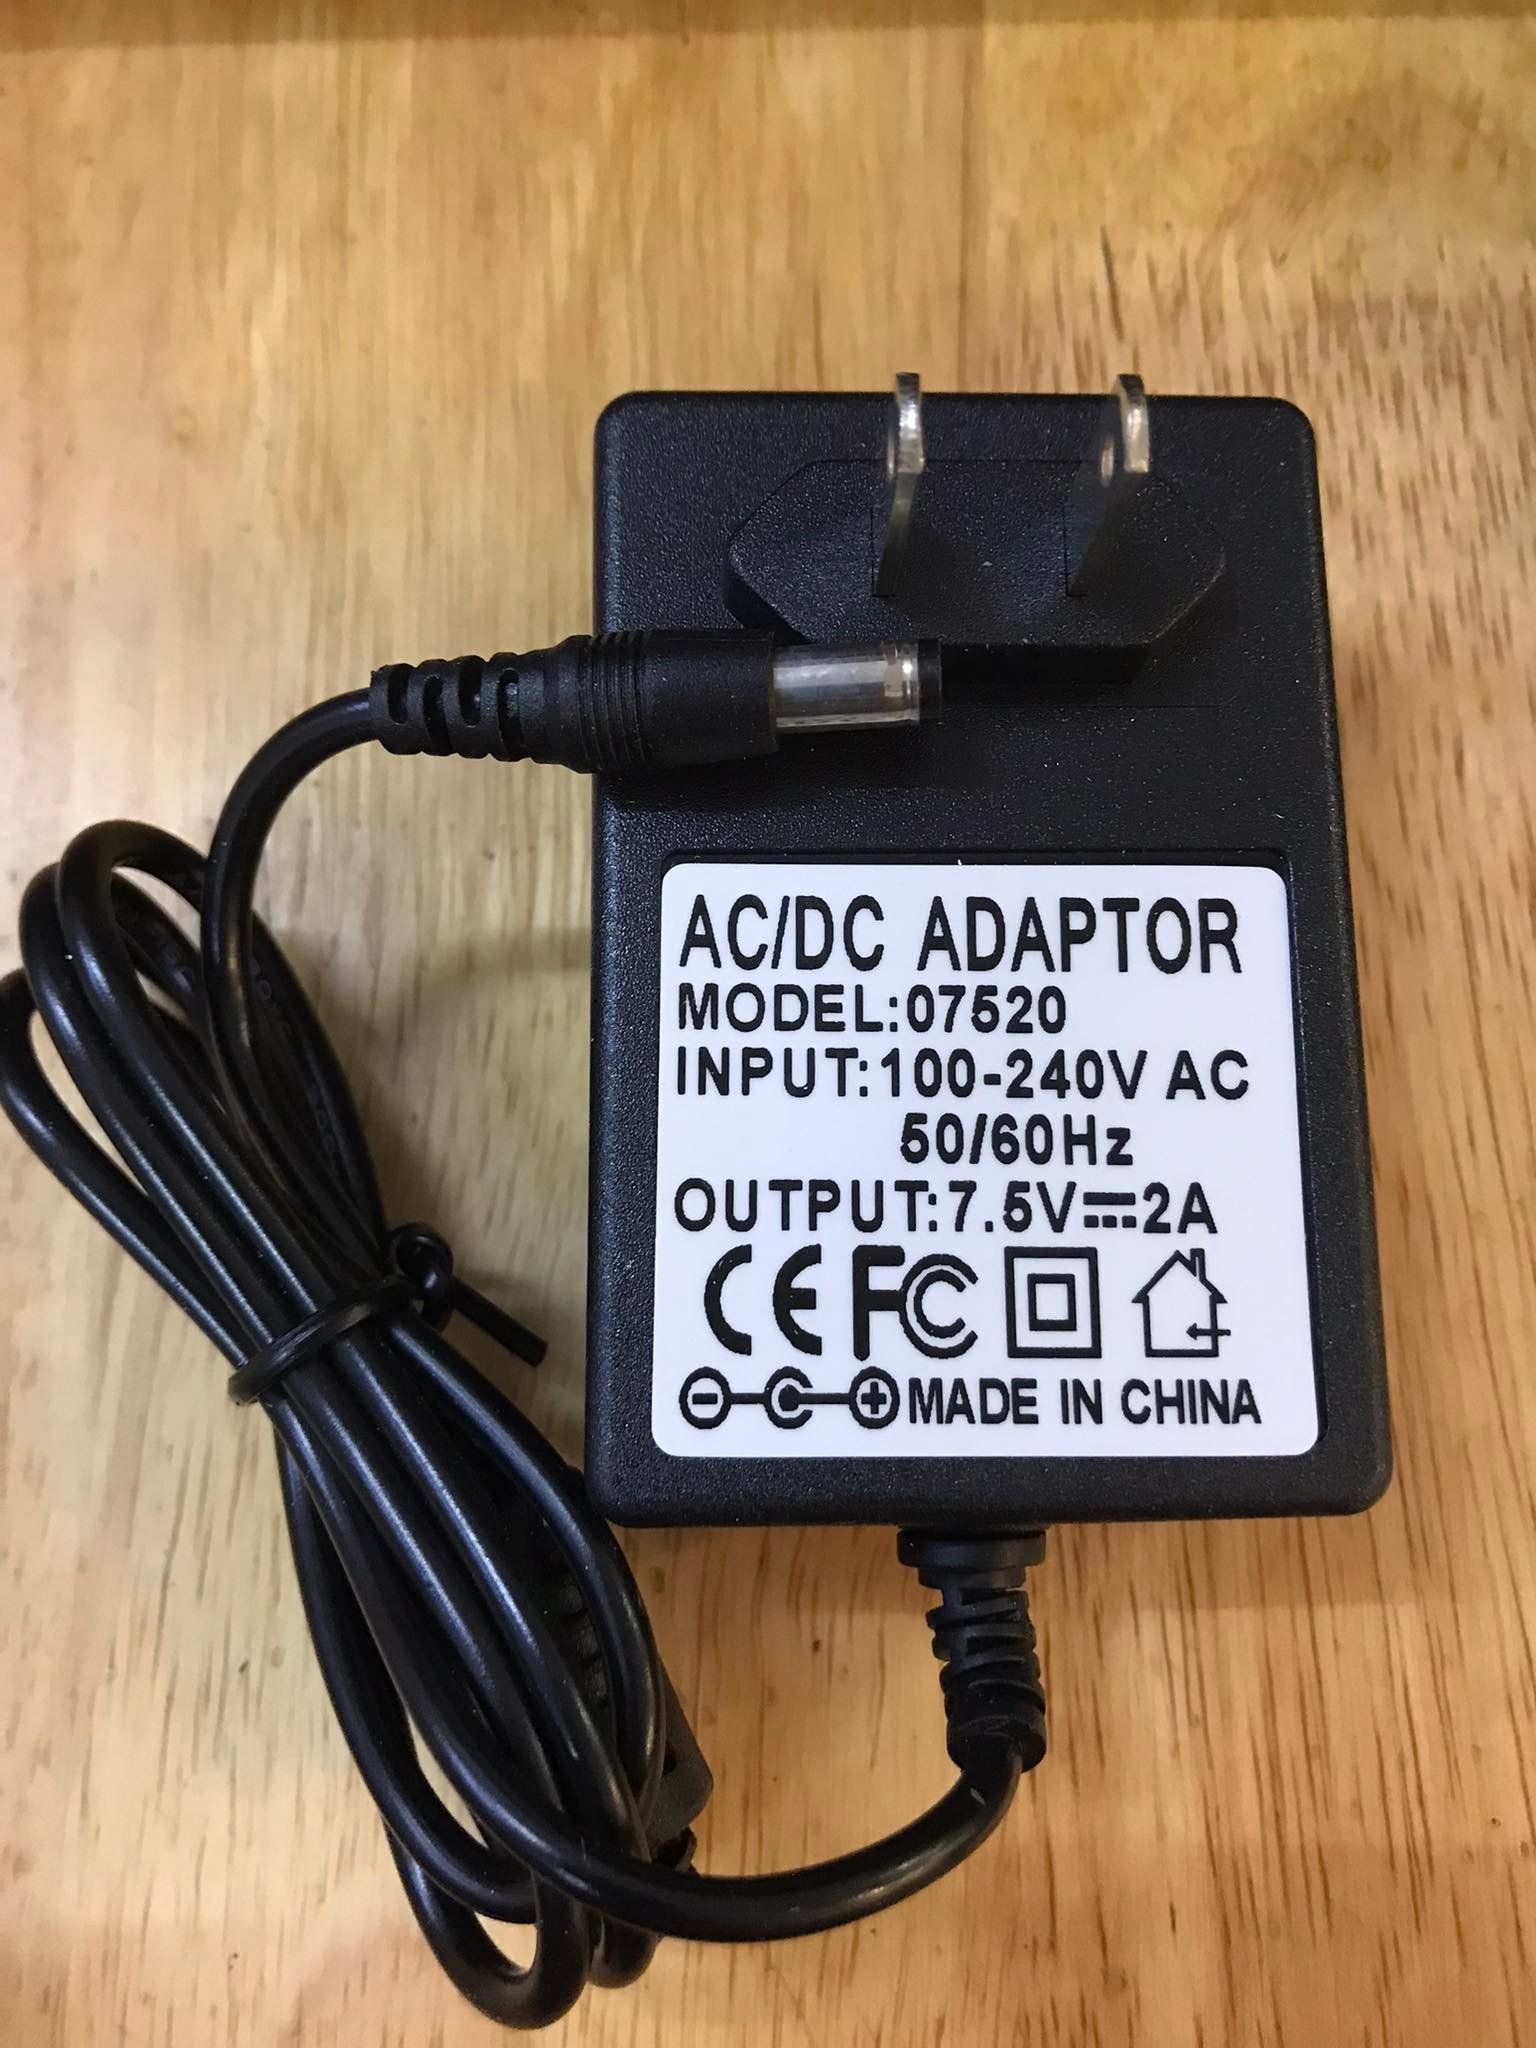 AC/DC ADAPTOR
MODEL:07520
INPUT:100-240V AC
50/60Hz
OUTPUT:7.5V⎓2A
CE FC
MADE IN CHINA